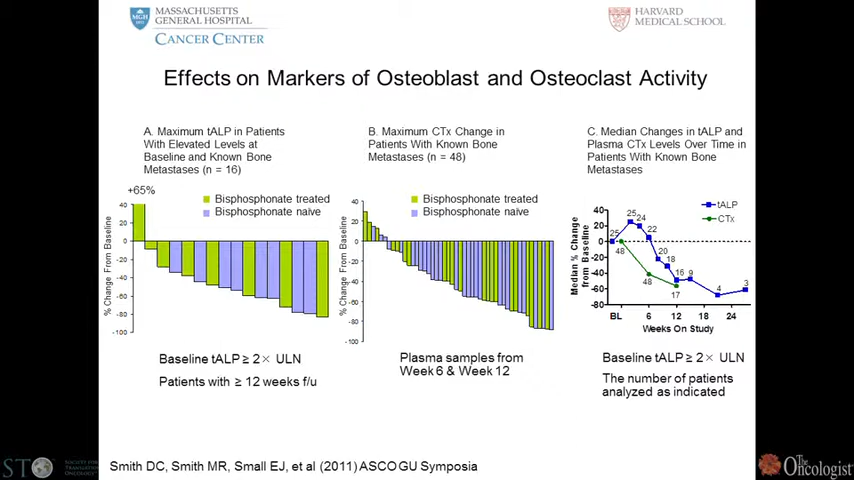 MASSACHUSETTS
GENERAL HOSPITAL
CANCER CENTER
MGH
1811
HARVARD
MEDICAL SCHOOL
Effects on Markers of Osteoblast and Osteoclast Activity
A. Maximum tALP in Patients
With Elevated Levels at
Baseline and Known Bone
Metastases (n = 16)
+65%
Bisphosphonate treated
Bisphosphonate naive
% Change From Baseline
40
20
0
-20
-40
-60
-80
-100
Baseline tALP ≥ 2× ULN
Patients with ≥ 12 weeks f/u
B. Maximum CTx Change in
Patients With Known Bone
Metastases (n = 48)
Bisphosphonate treated
Bisphosphonate naive
% Change From Baseline
40
20
0
-20
-40
-60
-80
-100
Plasma samples from
Week 6 & Week 12
C. Median Changes in tALP and
Plasma CTx Levels Over Time in
Patients With Known Bone
Metastases
tALP
CTx
Median % Change
From Baseline
40
20
0
-20
-40
-60
-80
25
25
24
22
20
18
16
9
4
3
48
48
17
BL
6
12
18
24
Weeks On Study
Baseline tALP ≥ 2× ULN
The number of patients
analyzed as indicated
Smith DC, Smith MR, Small EJ, et al (2011) ASCO GU Symposia
STO
SOCIETY FOR
TRANSLATIONAL
ONCOLOGY
The
Oncologist